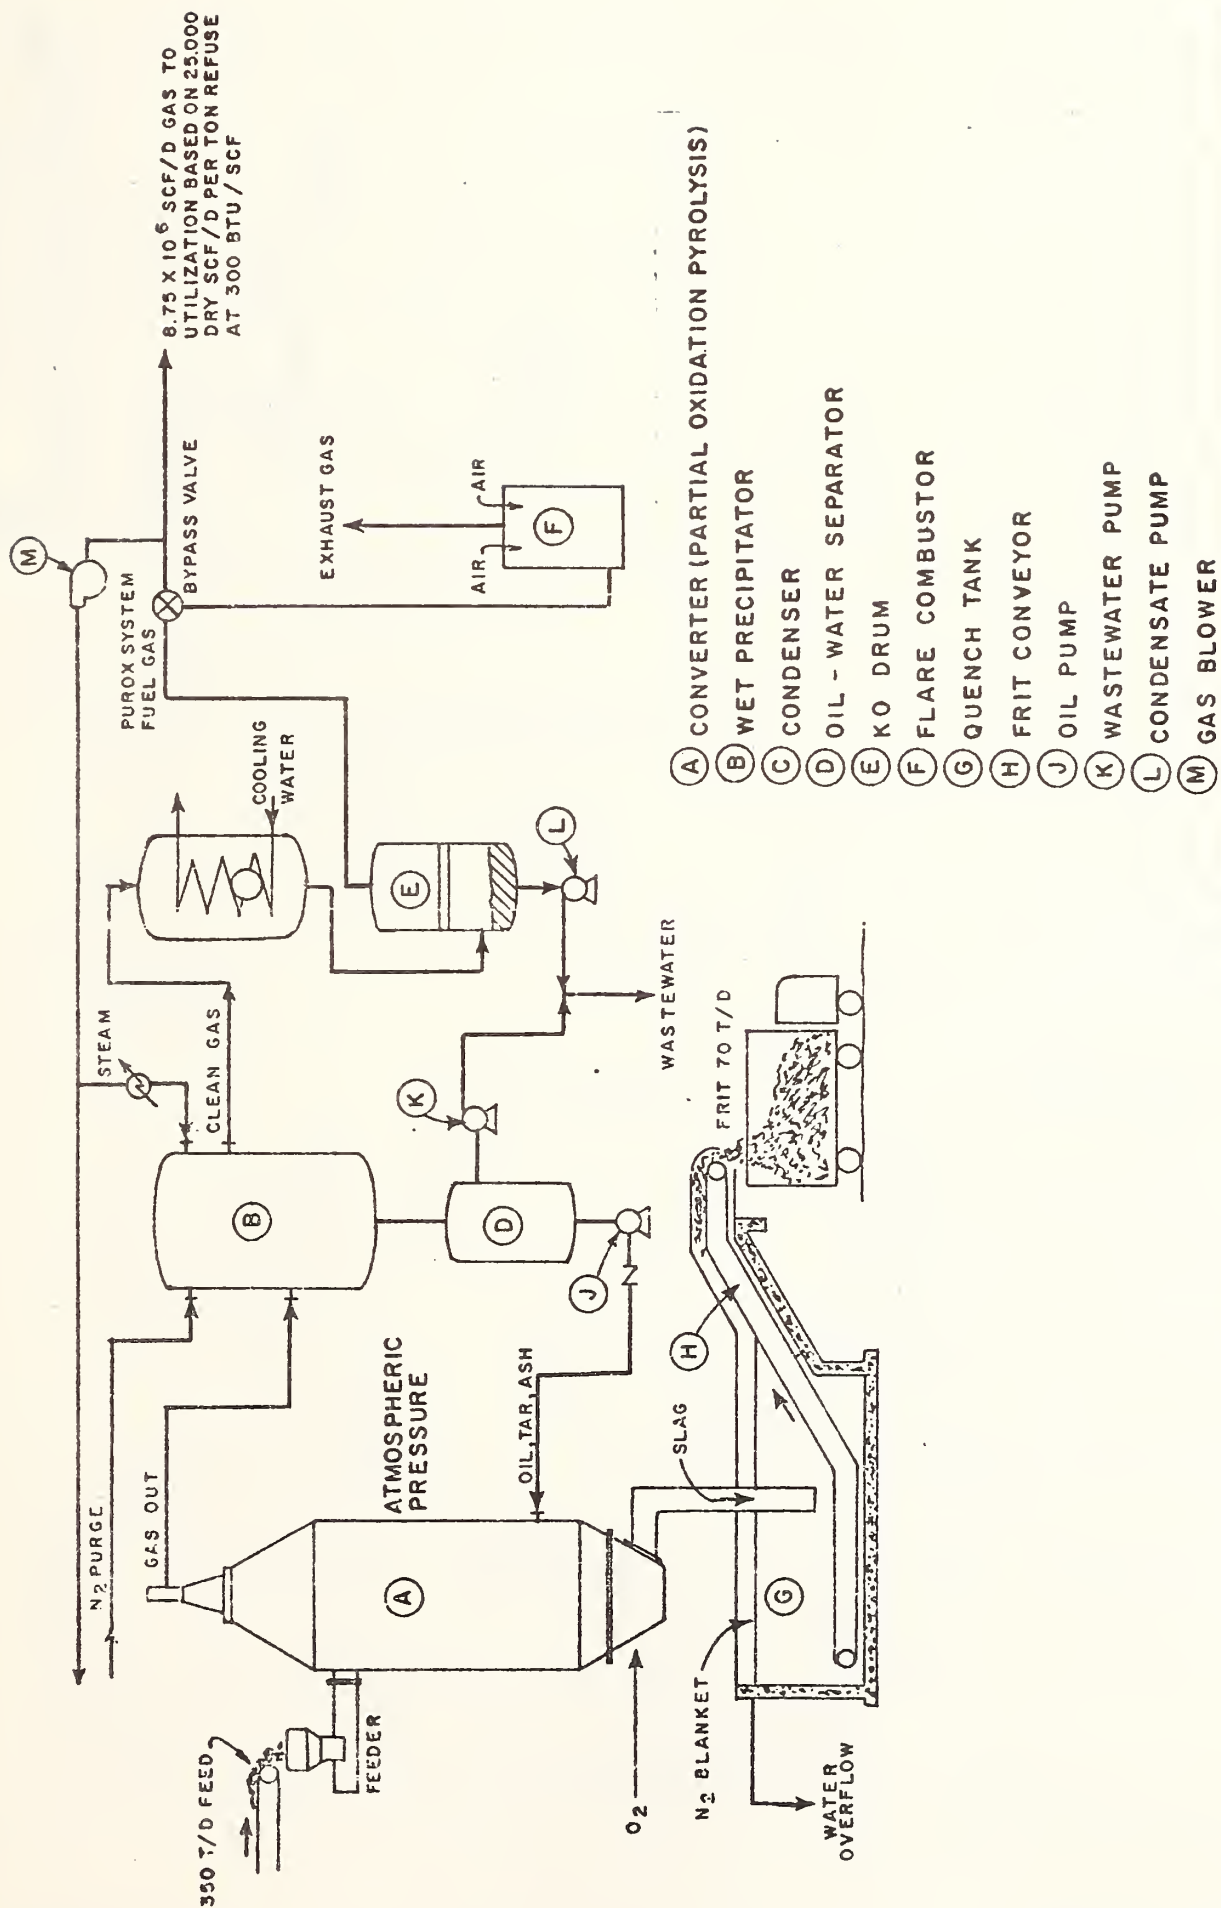 350 T/D FEED
FEEDER
N2 PURGE
GAS OUT
A
ATMOSPHERIC
PRESSURE
OIL, TAR, ASH
O2
N2 BLANKET
SLAG
G
WATER
OVERFLOW
H
FRIT 70 T/D
B
STEAM
CLEAN GAS
D
J
K
WASTEWATER
COOLING
WATER
E
L
PUROX SYSTEM
FUEL GAS
M
BYPASS VALVE
EXHAUST GAS
AIR
AIR
F
8.75 X 10⁶ SCF/D GAS TO
UTILIZATION BASED ON 25.000
DRY SCF/D PER TON REFUSE
AT 300 BTU / SCF
A CONVERTER (PARTIAL OXIDATION PYROLYSIS)
B WET PRECIPITATOR
C CONDENSER
D OIL - WATER SEPARATOR
E KO DRUM
F FLARE COMBUSTOR
G QUENCH TANK
H FRIT CONVEYOR
J OIL PUMP
K WASTEWATER PUMP
L CONDENSATE PUMP
M GAS BLOWER